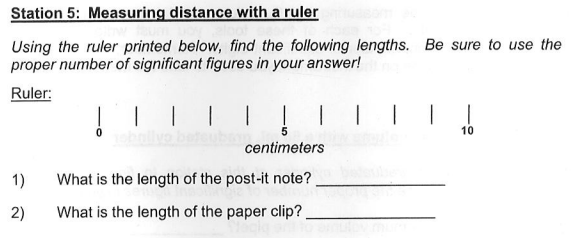 Station 5: Measuring distance with a ruler
Using the ruler printed below, find the following lengths. Be sure to use the
proper number of significant figures in your answer!
Ruler:
0 5 10
centimeters
1) What is the length of the post-it note?
2) What is the length of the paper clip?